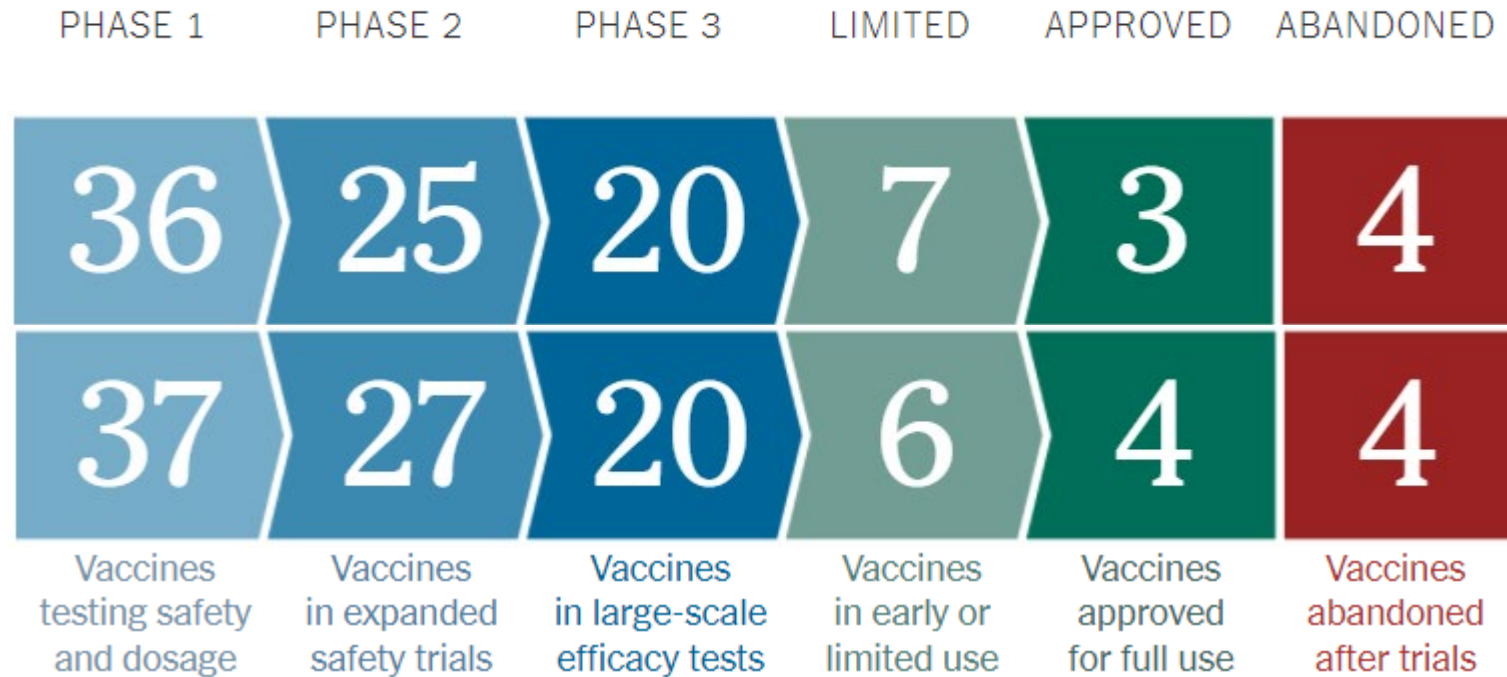 PHASE 1 PHASE 2 PHASE 3 LIMITED APPROVED ABANDONED
36 25 20 7 3 4
37 27 20 6 4 4
Vaccines Vaccines Vaccines Vaccines Vaccines Vaccines
testing safety in expanded in large-scale in early or approved abandoned
and dosage safety trials efficacy tests limited use for full use after trials